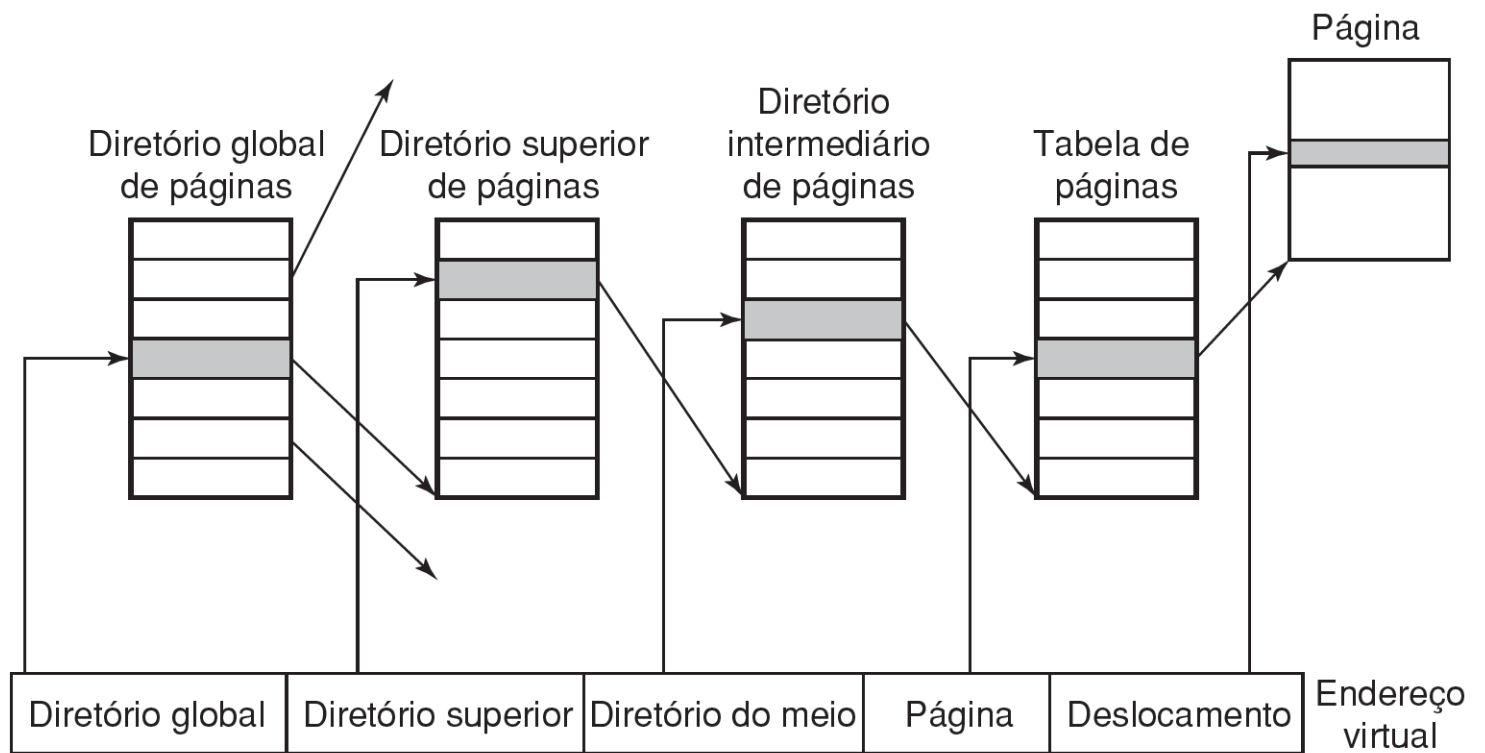 Página
Diretório global
de páginas
Diretório superior
de páginas
Diretório
intermediário
de páginas
Tabela de
páginas
Diretório global
Diretório superior
Diretório do meio
Página
Deslocamento
Endereço
virtual